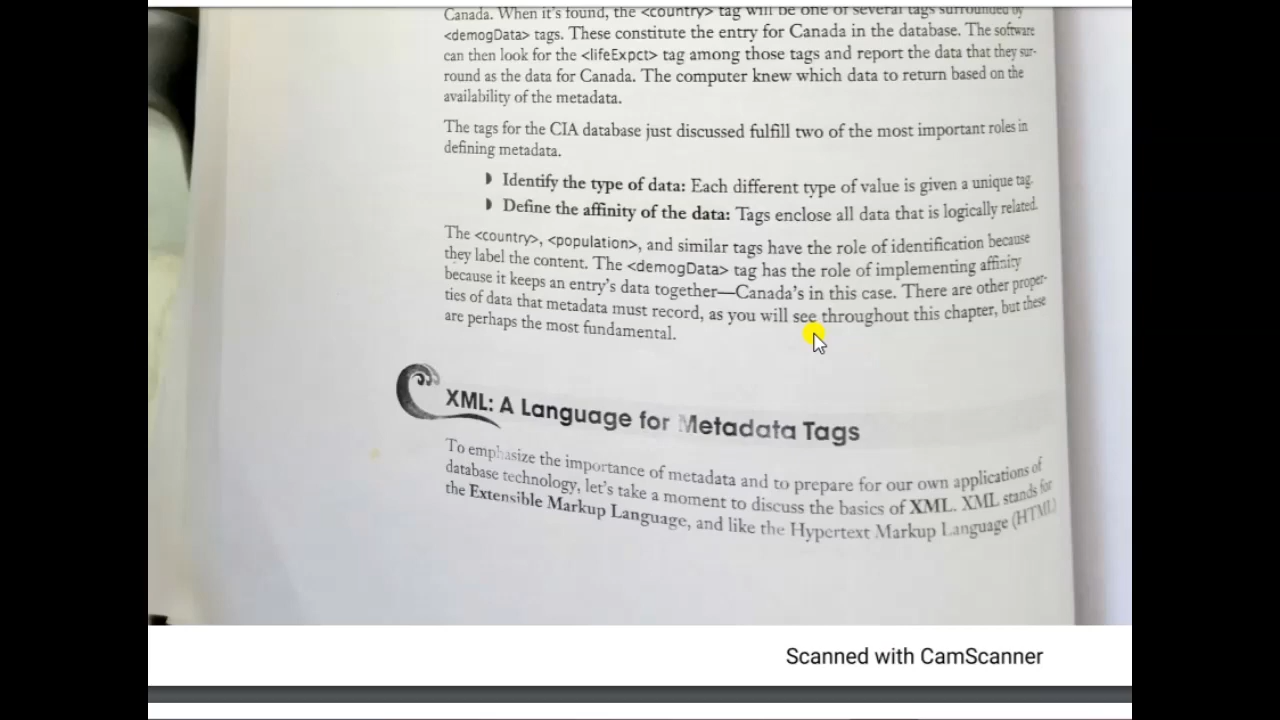 Canada. When it's found, the <country> tag will be one of several tags surrounded by
<demogData> tags. These constitute the entry for Canada in the database. The software
can then look for the <lifeExpct> tag among those tags and report the data that they sur-
round as the data for Canada. The computer knew which data to return based on the
availability of the metadata.
The tags for the CIA database just discussed fulfill two of the most important roles in
defining metadata.
Identify the type of data: Each different type of value is given a unique tag.
Define the affinity of the data: Tags enclose all data that is logically related.
The <country>, <population>, and similar tags have the role of identification because
they label the content. The <demogData> tag has the role of implementing affinity
because it keeps an entry's data together—Canada's in this case. There are other proper-
ties of data that metadata must record, as you will see throughout this chapter, but these
are perhaps the most fundamental.
XML: A Language for Metadata Tags
To emphasize the importance of metadata and to prepare for our own applications of
database technology, let's take a moment to discuss the basics of XML. XML stands for
the Extensible Markup Language, and like the Hypertext Markup Language (HTML)
Scanned with CamScanner